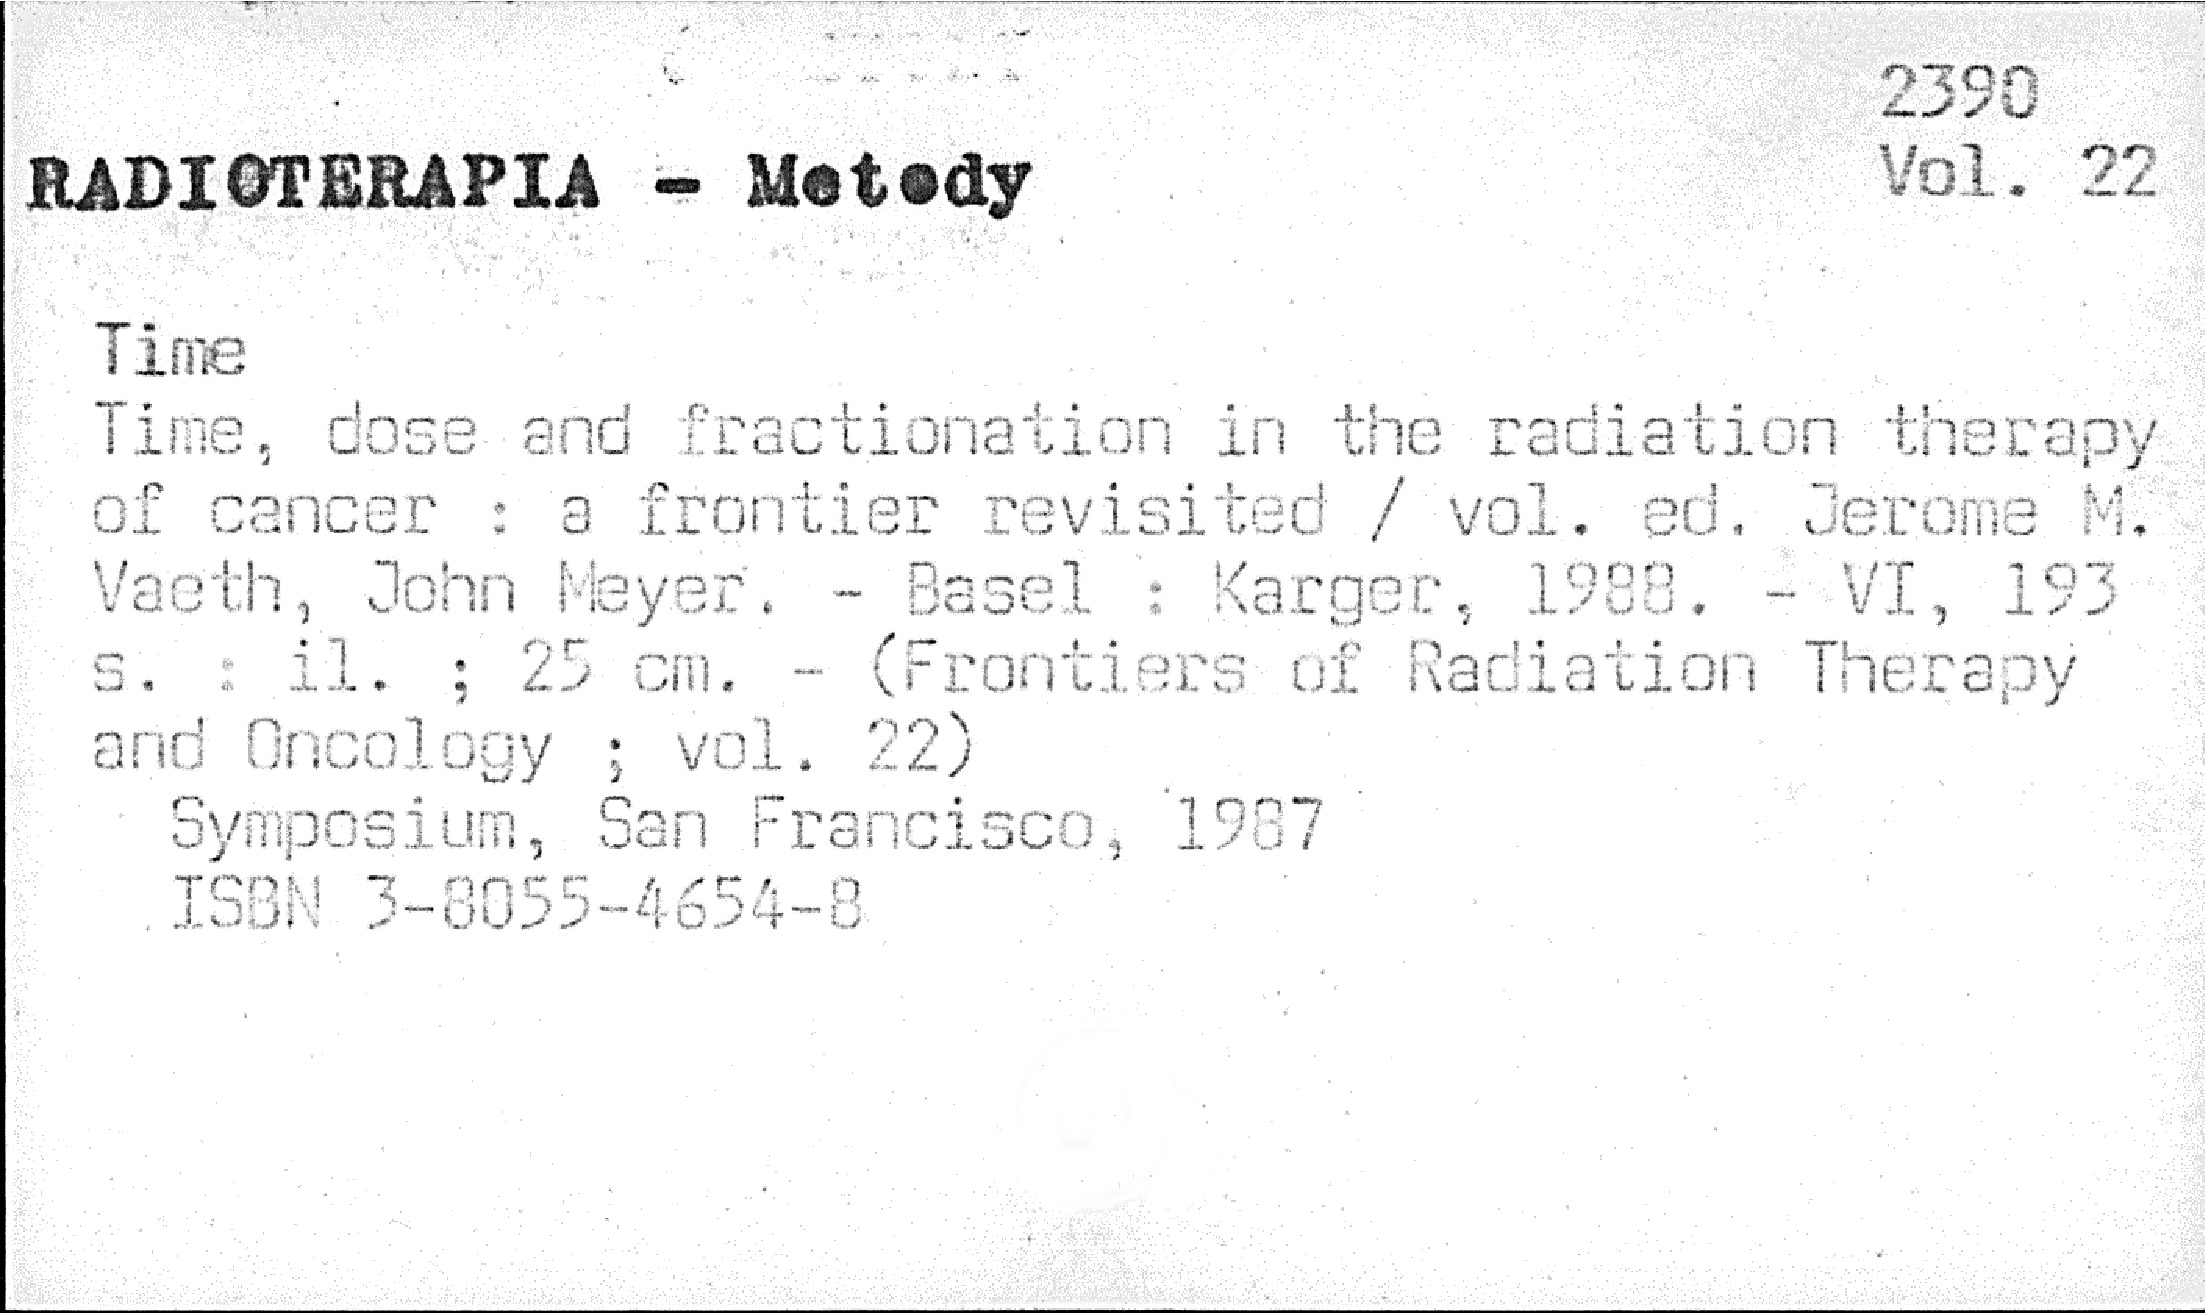 2390
RADIOTERAPIA - Metody
Vol. 22
Time
Time, dose and fractionation in the radiation therapy
of cancer : a frontier revisited / vol. ed. Jerome M.
Vaeth, John Meyer. - Basel : Karger, 1988. - VI, 193
s. : il. ; 25 cm. - (Frontiers of Radiation Therapy
and Oncology ; vol. 22)
Symposium, San Francisco, 1987
ISBN 3-8055-4654-8